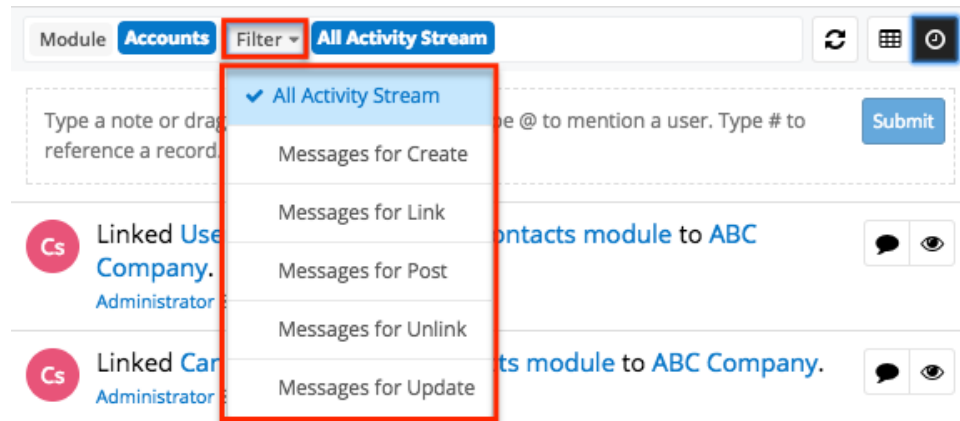 Module Accounts Filter All Activity Stream
All Activity Stream
Type a note or drag pe @ to mention a user. Type # to Submit
reference a record.
Messages for Create
Messages for Link
Cs Linked Use ontacts module to ABC
Company.
Messages for Post
Administrator
Messages for Unlink
Cs Linked Car ts module to ABC Company.
Administrator
Messages for Update